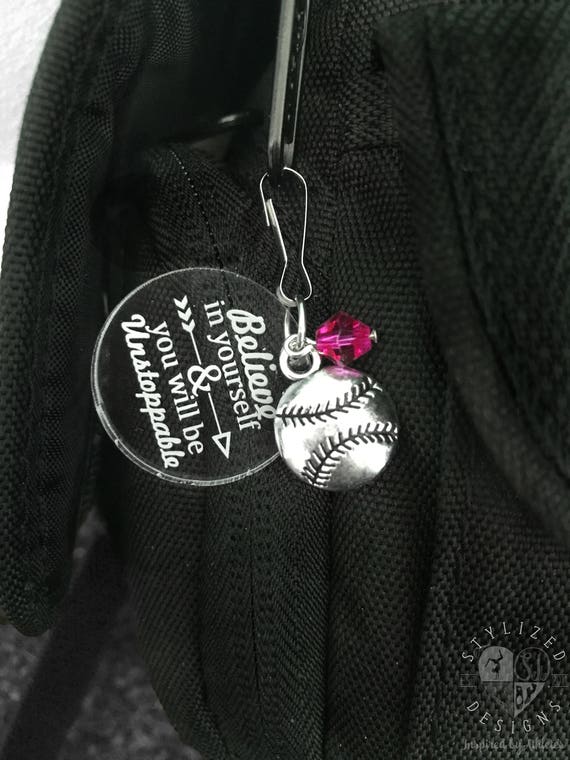 Believe
in yourself
&
you will be
Unstoppable
STYLIZED
DESIGNS
Inspired by Athletes